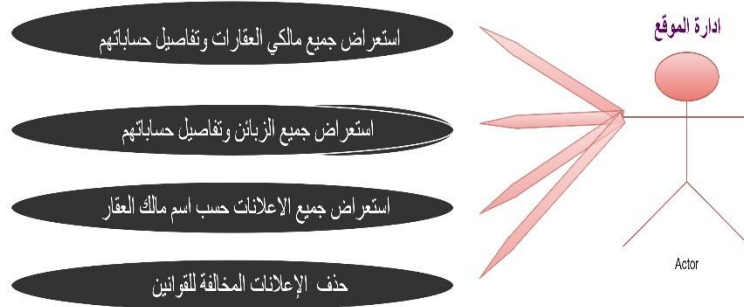 ادارة الموقع
استعراض جميع مالكي العقارات وتفاصيل حساباتهم
استعراض جميع الزبائن وتفاصيل حساباتهم
استعراض جميع الاعلانات حسب اسم مالك العقار
حذف الإعلانات المخالفة للقوانين
Actor